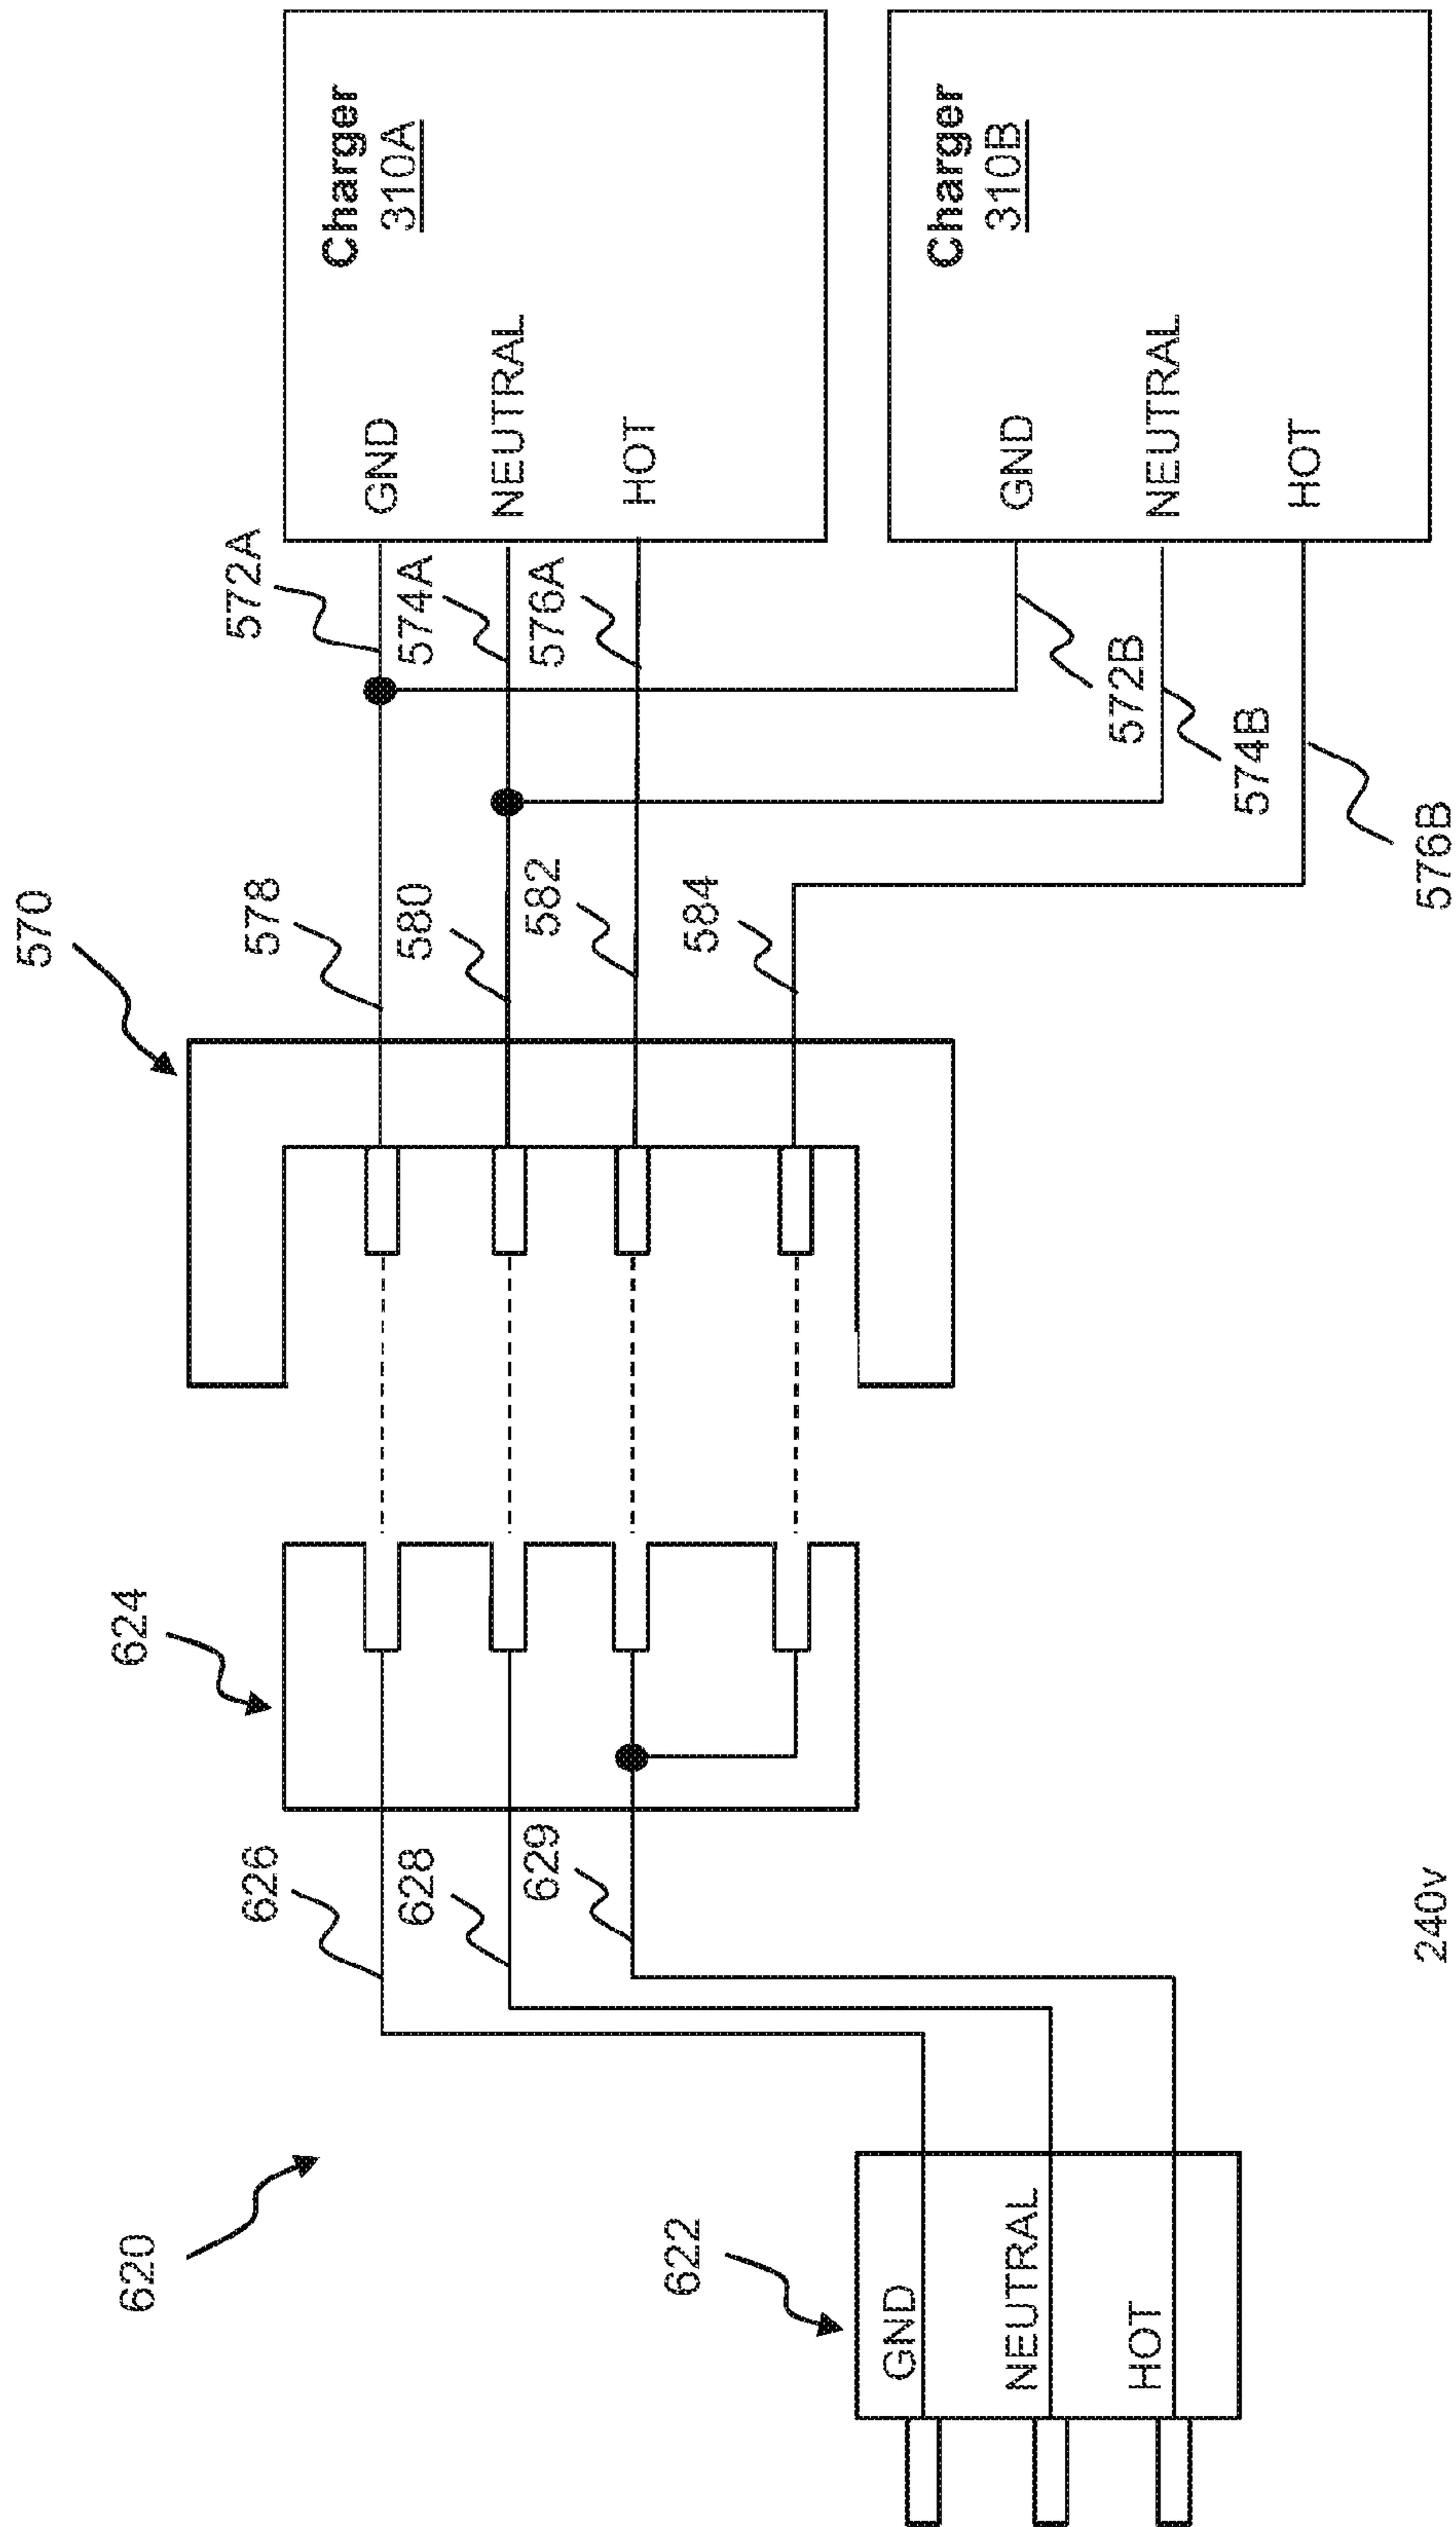 570
578
580
582
584
572A
574A
576A
572B
574B
576B
Charger
310A
GND
NEUTRAL
HOT
Charger
310B
GND
NEUTRAL
HOT
620
624
626
628
629
622
GND
NEUTRAL
HOT
240v